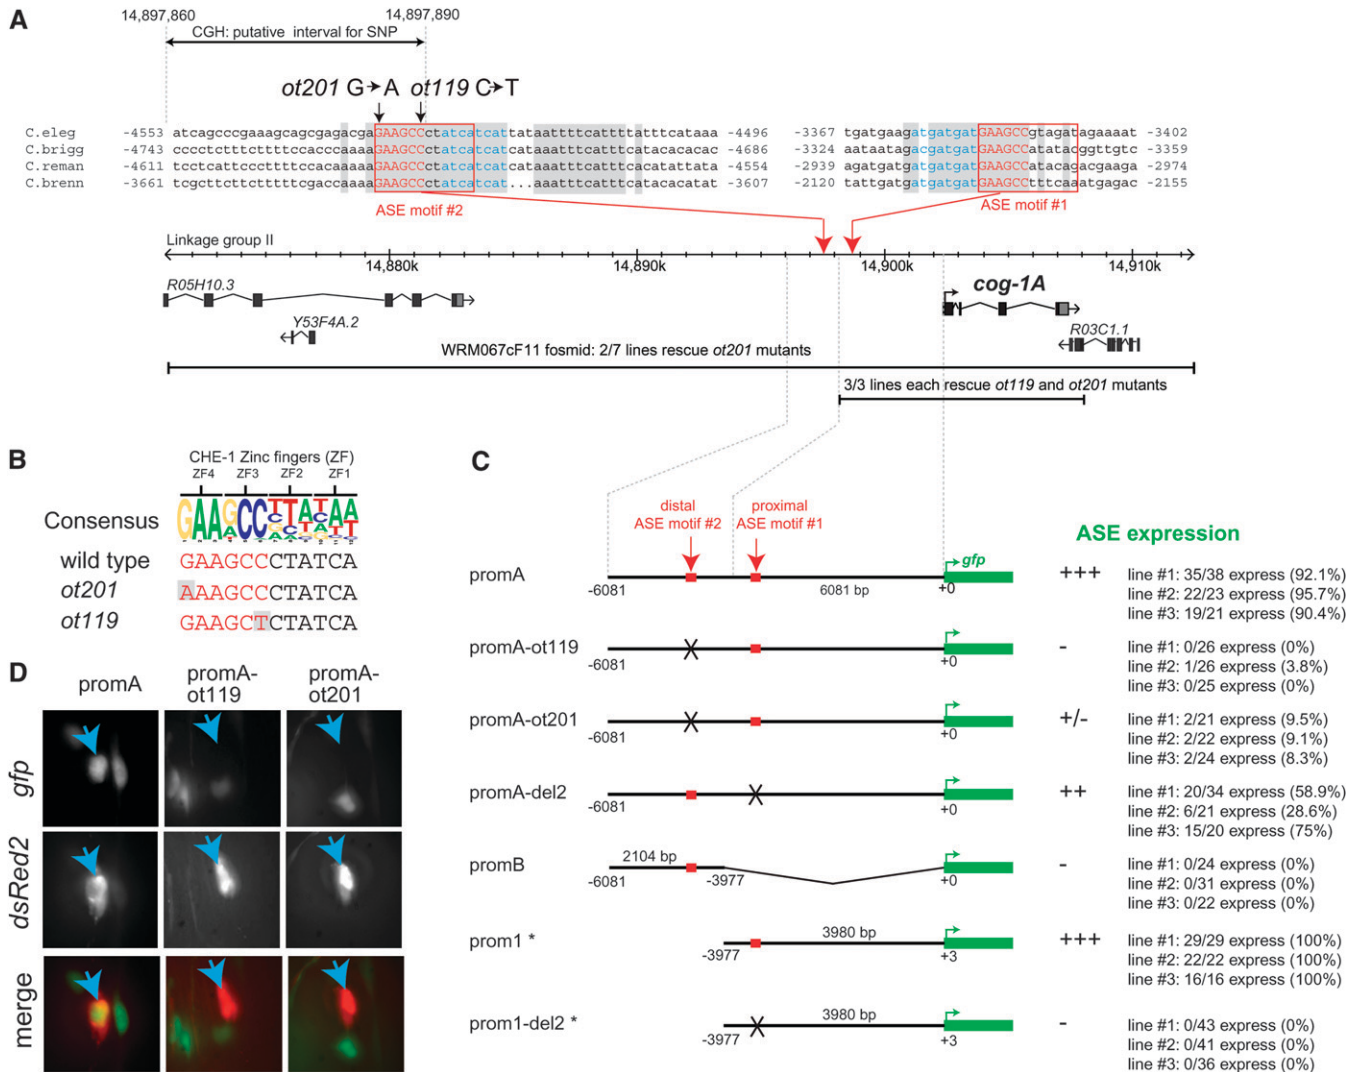 A
14,897,860
14,897,890
CGH: putative interval for SNP
ot201 G→A ot119 C→T
C.eleg -4553 atcagcccgaaagcagcgagacgaGAAGCCctatcatcattataattttcattttatttcataaa -4496 -3367 tgatgaagatgatgatGAAGCCgtagatagaaaat -3402
C.brigg -4743 -4686 -3324 -3359
C.reman -4611 -4554 -2939 -2974
C.brenn -3661 -3607 -2120 -2155
ASE motif #2
ASE motif #1
Linkage group II
14,880k 14,890k 14,900k 14,910k
R05H10.3
cog-1A
Y53F4A.2
R03C1.1
WRM067cF11 fosmid: 2/7 lines rescue ot201 mutants
3/3 lines each rescue ot119 and ot201 mutants
B
CHE-1 Zinc fingers (ZF)
ZF4 ZF3 ZF2 ZF1
Consensus
wild type GAAGCCCTATCA
ot201 AAAGCCCTATCA
ot119 GAAGCTCTATCA
C
distal
ASE motif #2
proximal
ASE motif #1
ASE expression
promA
gfp
-6081
6081 bp
+0
+++
line #1: 35/38 express (92.1%)
line #2: 22/23 express (95.7%)
line #3: 19/21 express (90.4%)
promA-ot119
-6081
+0
-
line #1: 0/26 express (0%)
line #2: 1/26 express (3.8%)
line #3: 0/25 express (0%)
promA-ot201
-6081
+0
+/-
line #1: 2/21 express (9.5%)
line #2: 2/22 express (9.1%)
line #3: 2/24 express (8.3%)
promA-del2
-6081
+0
++
line #1: 20/34 express (58.9%)
line #2: 6/21 express (28.6%)
line #3: 15/20 express (75%)
promB
2104 bp
-6081
-3977
+0
-
line #1: 0/24 express (0%)
line #2: 0/31 express (0%)
line #3: 0/22 express (0%)
prom1 *
3980 bp
-3977
+3
+++
line #1: 29/29 express (100%)
line #2: 22/22 express (100%)
line #3: 16/16 express (100%)
prom1-del2 *
3980 bp
-3977
+3
-
line #1: 0/43 express (0%)
line #2: 0/41 express (0%)
line #3: 0/36 express (0%)
D
promA
promA-
ot119
promA-
ot201
gfp
dsRed2
merge